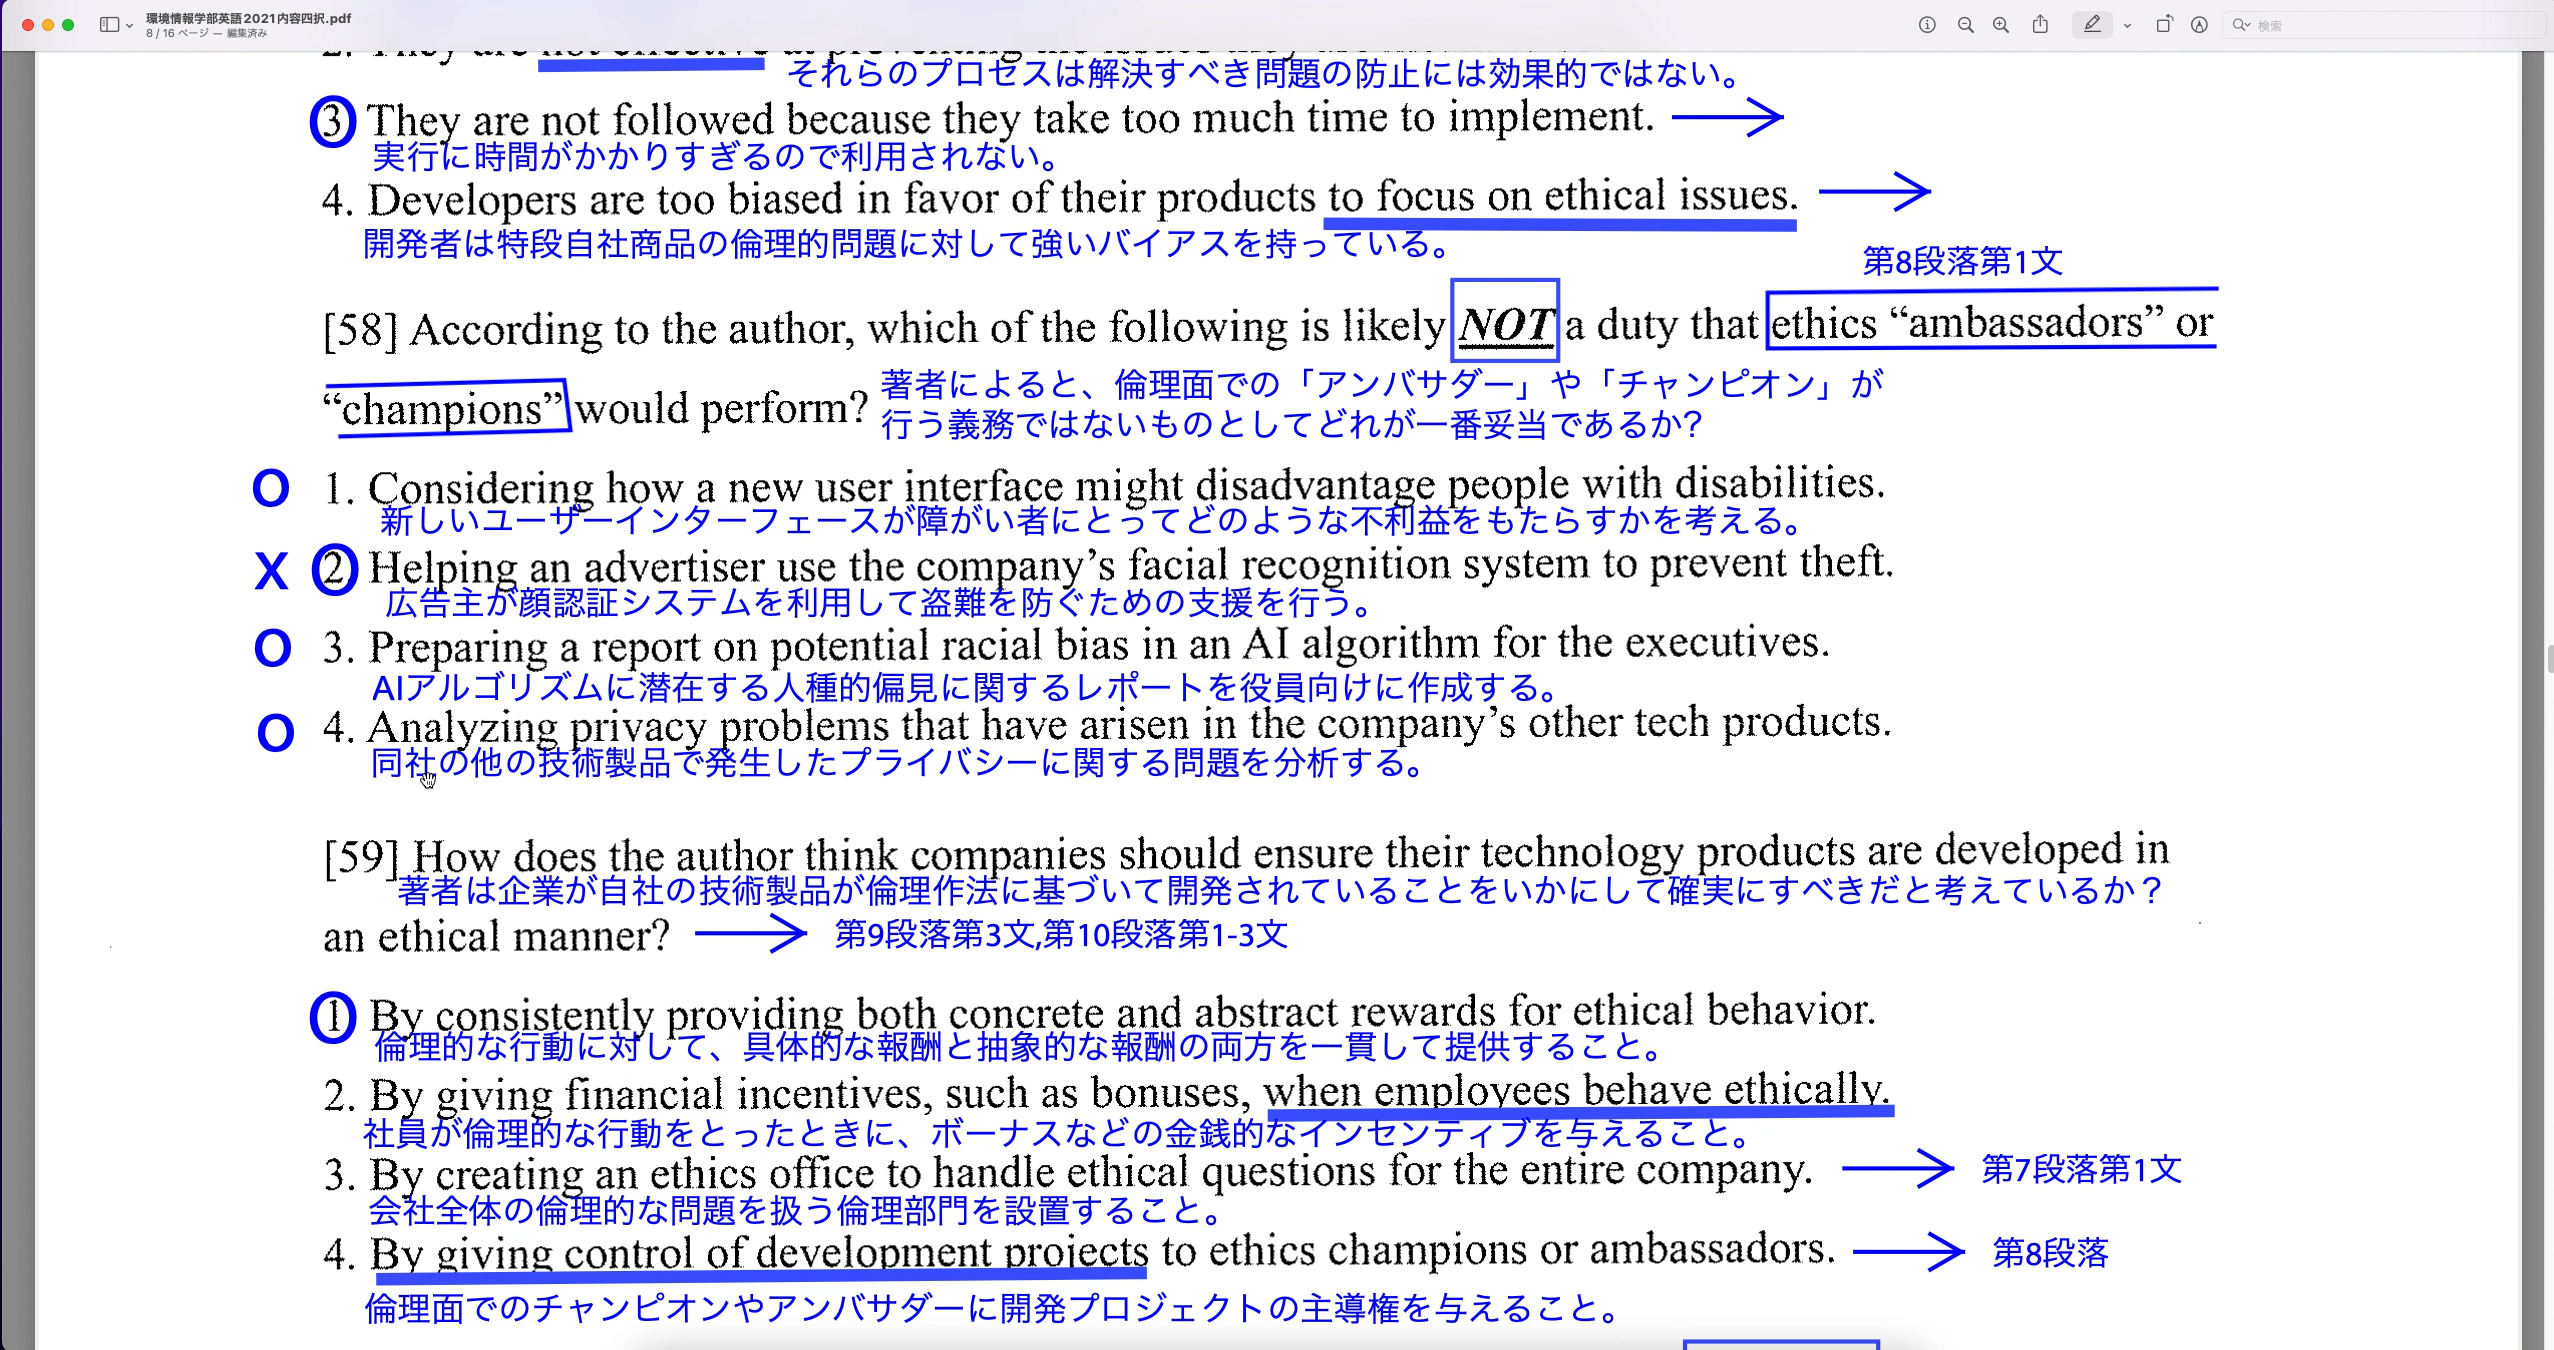 環境情報学部英語2021内容四択.pdf
8 / 16 ページ — 編集済み
検索
2. They are not effective at preventing the issues they are
それらのプロセスは解決すべき問題の防止には効果的ではない。
3. They are not followed because they take too much time to implement.
実行に時間がかかりすぎるので利用されない。
4. Developers are too biased in favor of their products to focus on ethical issues.
開発者は特段自社商品の倫理的問題に対して強いバイアスを持っている。
第8段落第1文
[58] According to the author, which of the following is likely NOT a duty that ethics “ambassadors” or
“champions” would perform?
著者によると、倫理面での「アンバサダー」や「チャンピオン」が
行う義務ではないものとしてどれが一番妥当であるか?
O 1. Considering how a new user interface might disadvantage people with disabilities.
新しいユーザーインターフェースが障がい者にとってどのような不利益をもたらすかを考える。
X 2. Helping an advertiser use the company’s facial recognition system to prevent theft.
広告主が顔認証システムを利用して盗難を防ぐための支援を行う。
O 3. Preparing a report on potential racial bias in an AI algorithm for the executives.
AIアルゴリズムに潜在する人種的偏見に関するレポートを役員向けに作成する。
O 4. Analyzing privacy problems that have arisen in the company’s other tech products.
同社の他の技術製品で発生したプライバシーに関する問題を分析する。
[59] How does the author think companies should ensure their technology products are developed in
著者は企業が自社の技術製品が倫理作法に基づいて開発されていることをいかにして確実にすべきだと考えているか？
an ethical manner? 第9段落第3文,第10段落第1-3文
1. By consistently providing both concrete and abstract rewards for ethical behavior.
倫理的な行動に対して、具体的な報酬と抽象的な報酬の両方を一貫して提供すること。
2. By giving financial incentives, such as bonuses, when employees behave ethically.
社員が倫理的な行動をとったときに、ボーナスなどの金銭的なインセンティブを与えること。
3. By creating an ethics office to handle ethical questions for the entire company. 第7段落第1文
会社全体の倫理的な問題を扱う倫理部門を設置すること。
4. By giving control of development projects to ethics champions or ambassadors. 第8段落
倫理面でのチャンピオンやアンバサダーに開発プロジェクトの主導権を与えること。